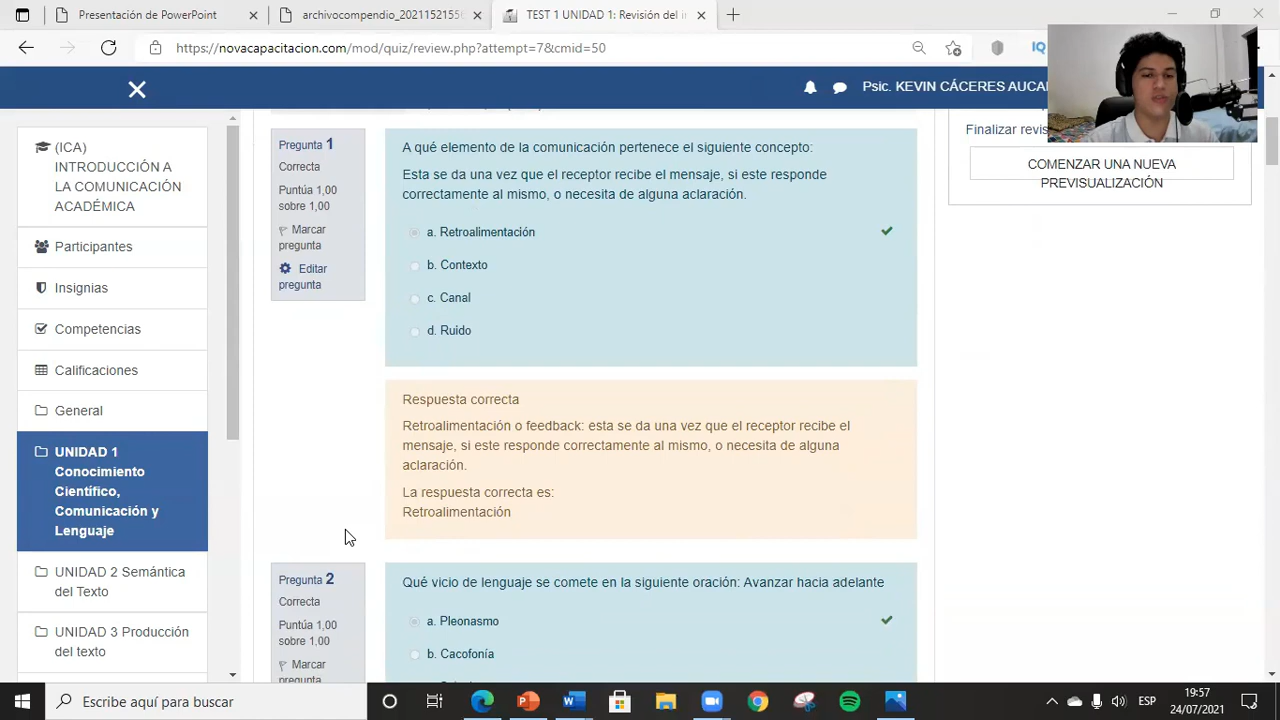 Presentación de PowerPoint
archivocompendio_202115215
TEST 1 UNIDAD 1: Revisión del in
https://novacapacitacion.com/mod/quiz/review.php?attempt=7&cmid=50
IQ
Psic. KEVIN CÁCERES AUCA
(ICA)
INTRODUCCIÓN A
LA COMUNICACIÓN
ACADÉMICA
Participantes
Insignias
Competencias
Calificaciones
General
UNIDAD 1
Conocimiento
Científico,
Comunicación y
Lenguaje
UNIDAD 2 Semántica
del Texto
UNIDAD 3 Producción
del texto
Pregunta 1
Correcta
Puntúa 1,00
sobre 1,00
Marcar
pregunta
Editar
pregunta
A qué elemento de la comunicación pertenece el siguiente concepto:
Esta se da una vez que el receptor recibe el mensaje, si este responde
correctamente al mismo, o necesita de alguna aclaración.
a. Retroalimentación
b. Contexto
c. Canal
d. Ruido
Respuesta correcta
Retroalimentación o feedback: esta se da una vez que el receptor recibe el
mensaje, si este responde correctamente al mismo, o necesita de alguna
aclaración.
La respuesta correcta es:
Retroalimentación
Pregunta 2
Correcta
Puntúa 1,00
sobre 1,00
Marcar
pregunta
Qué vicio de lenguaje se comete en la siguiente oración: Avanzar hacia adelante
a. Pleonasmo
b. Cacofonía
Finalizar revis
COMENZAR UNA NUEVA
PREVISUALIZACIÓN
Escribe aquí para buscar
ESP
19:57
24/07/2021